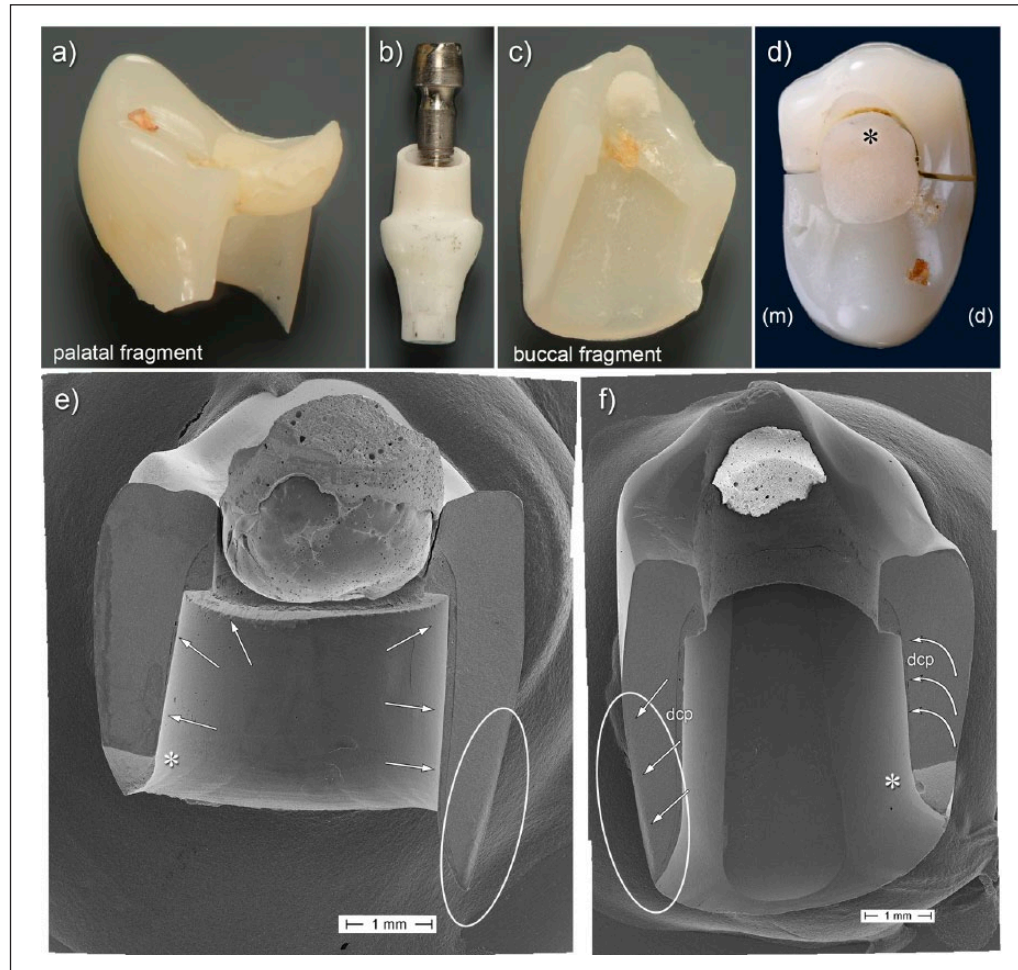 a)
b)
c)
d)
*
palatal fragment
buccal fragment
(m)
(d)
e)
f)
dcp
dcp
*
*
1 mm
1 mm